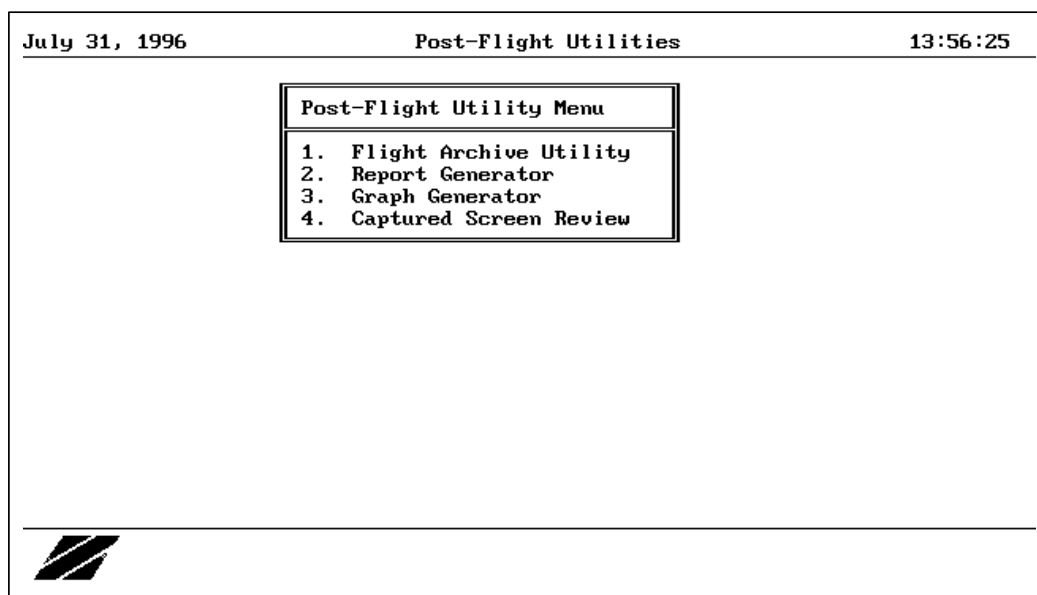 July 31, 1996 Post-Flight Utilities 13:56:25
Post-Flight Utility Menu
1. Flight Archive Utility
2. Report Generator
3. Graph Generator
4. Captured Screen Review